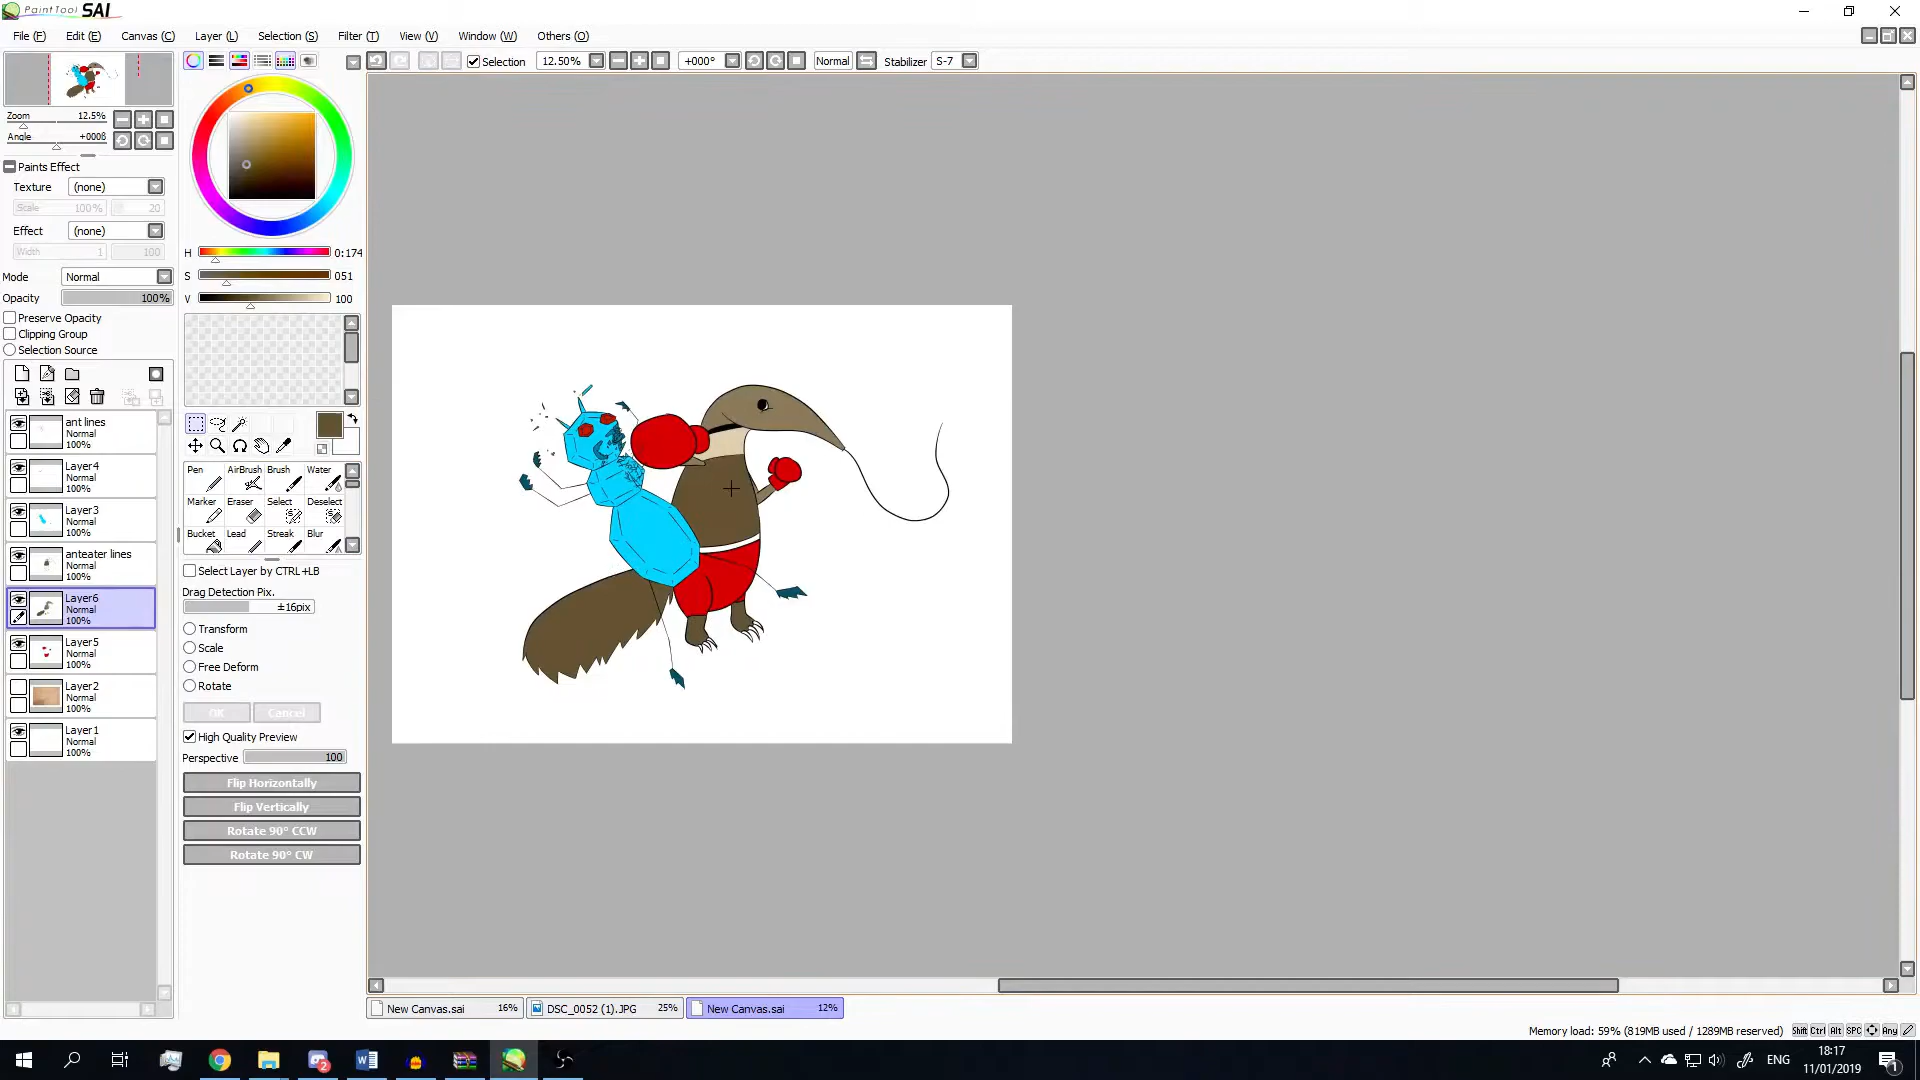 PaintTool SAI
File (F) Edit (E) Canvas (C) Layer (L) Selection (S) Filter (T) View (V) Window (W) Others (O)
Selection 12.50% +000° Normal Stabilizer S-7
Zoom 12.5%
Angle +000ß
Paints Effect
Texture (none)
Scale 100% 20
Effect (none)
Width 1 100
Mode Normal
Opacity 100%
Preserve Opacity
Clipping Group
Selection Source
ant lines
Normal
100%
Layer4
Normal
100%
Layer3
Normal
100%
anteater lines
Normal
100%
Layer6
Normal
100%
Layer5
Normal
100%
Layer2
Normal
100%
Layer1
Normal
100%
H 0:174
S 051
V 100
Pen AirBrush Brush Water
Marker Eraser Select Deselect
Bucket Lead Streak Blur
Select Layer by CTRL+LB
Drag Detection Pix.
±16pix
Transform
Scale
Free Deform
Rotate
OK Cancel
High Quality Preview
Perspective 100
Flip Horizontally
Flip Vertically
Rotate 90° CCW
Rotate 90° CW
New Canvas.sai 16% DSC_0052 (1).JPG 25% New Canvas.sai 12%
Memory load: 59% (819MB used / 1289MB reserved) Shift Ctrl Alt SPC Any
2
W
ENG
18:17
11/01/2019
1